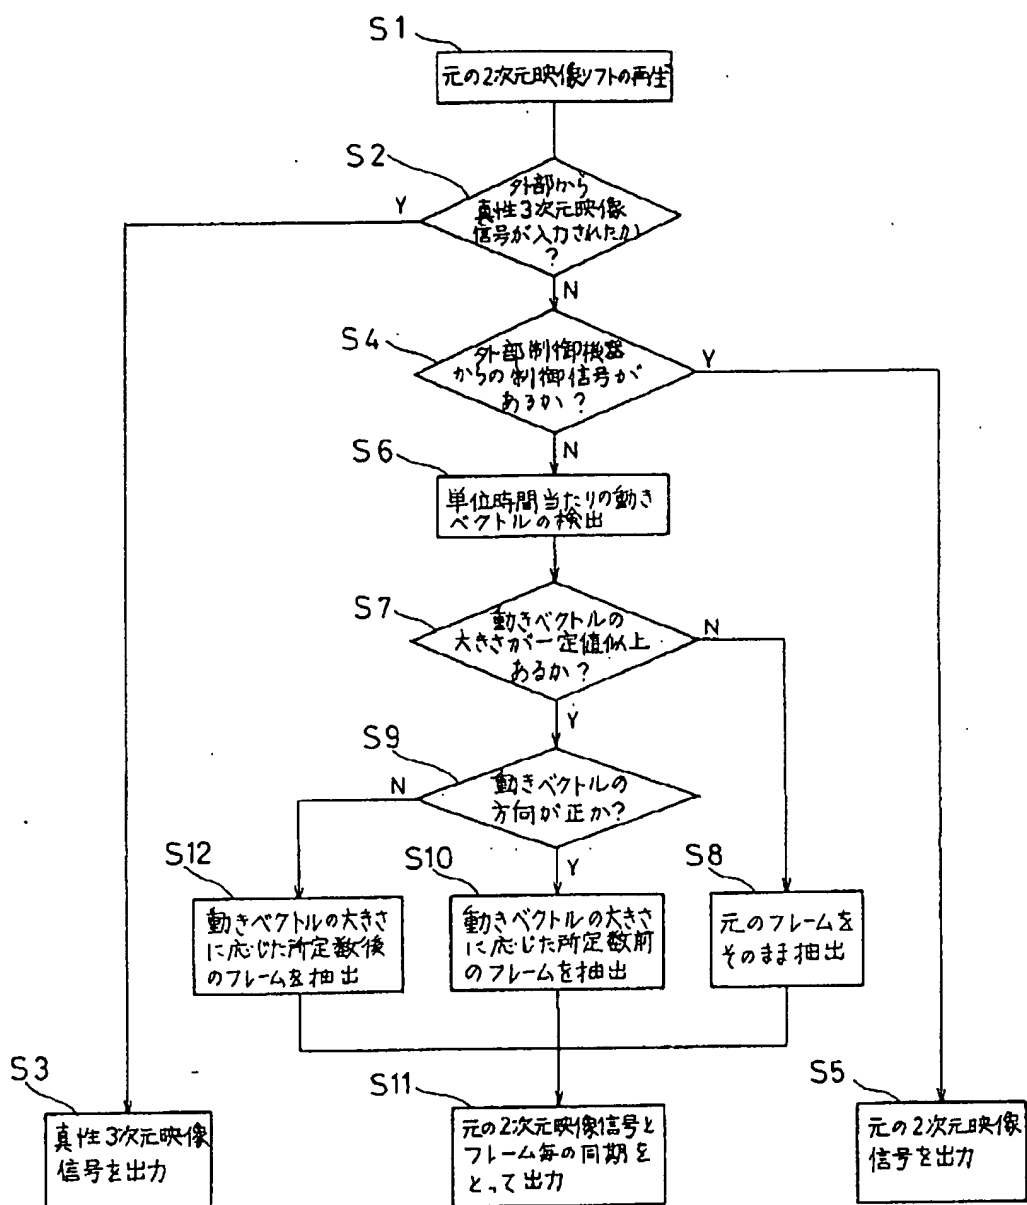 S1
元の2次元映像ソフトの再生
S2
外部から
真性3次元映像
信号が入力されたか
?
Y
N
S4
外部制御機器
からの制御信号が
あるか?
Y
N
S6
単位時間当たりの動き
ベクトルの検出
S7
動きベクトルの
大きさが一定値似上
あるか?
N
Y
S9
動きベクトルの
方向が正か?
N
Y
S12
動きベクトルの大きさ
に応じた所定数後
のフレームを抽出
S10
動きベクトルの大きさ
に応じた所定数前
のフレームを抽出
S8
元のフレームを
そのまま抽出
S3
真性3次元映像
信号を出力
S11
元の2次元映像信号と
フレーム毎の同期を
とって出力
S5
元の2次元映像
信号を出力